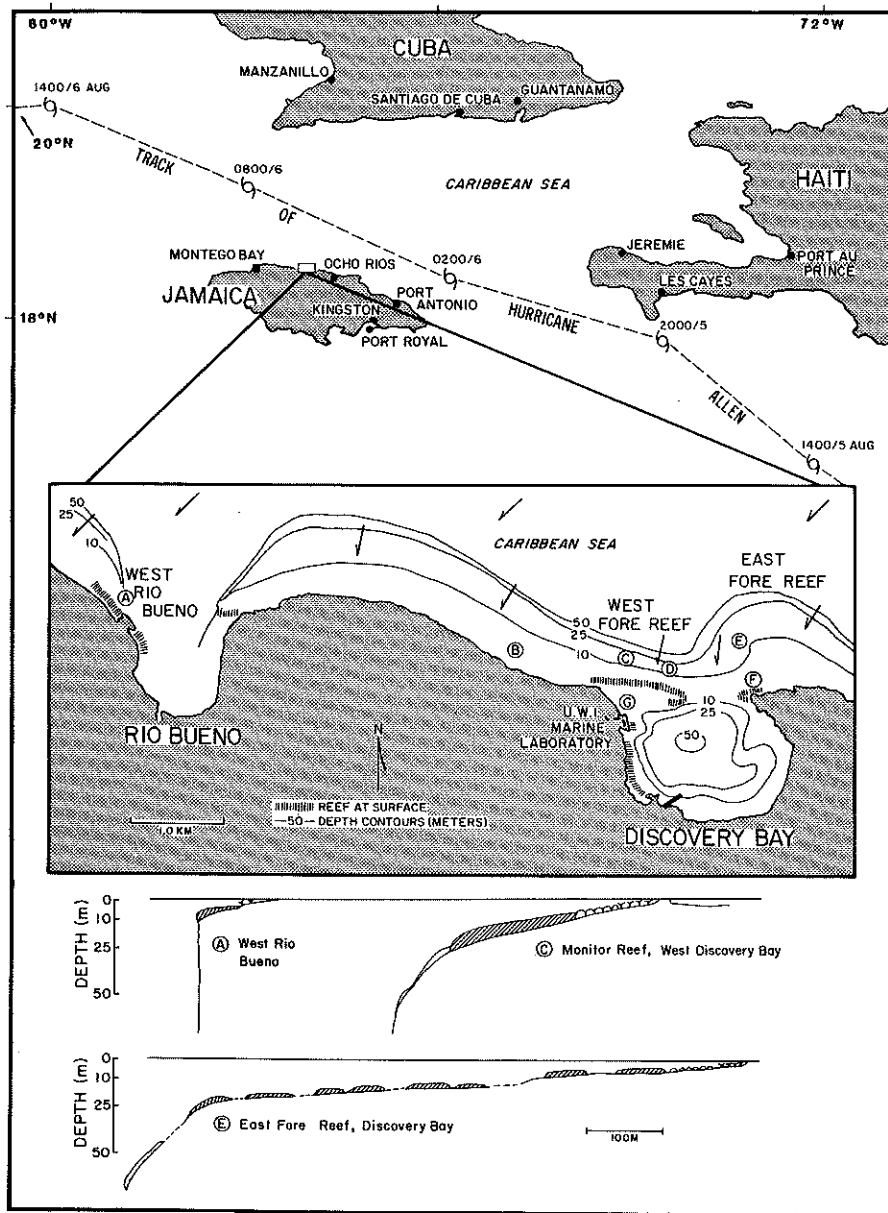 80°W
72°W
CUBA
MANZANILLO
GUANTANAMO
SANTIAGO DE CUBA
1400/6 AUG
20°N
TRACK
0800/6
OF
CARIBBEAN SEA
HAITI
MONTEGO BAY
OCHO RIOS
0200/6
JEREMIE
PORT AU
PRINCE
JAMAICA
PORT
ANTONIO
LES CAYES
KINGSTON
18°N
HURRICANE
2000/5
PORT ROYAL
ALLEN
1400/5 AUG
50
25
10
CARIBBEAN SEA
WEST
RIO
BUENO
A
EAST
FORE REEF
WEST
FORE REEF
50
25
10
B
C
D
E
F
G
10
25
50
U.W.I.
MARINE
LABORATORY
RIO BUENO
N
REEF AT SURFACE
—50— DEPTH CONTOURS (METERS)
1.0 KM
DISCOVERY BAY
DEPTH (m)
0
10
25
50
A West Rio
Bueno
0
10
25
50
C Monitor Reef, West Discovery Bay
DEPTH (m)
0
10
25
50
E East Fore Reef, Discovery Bay
100M